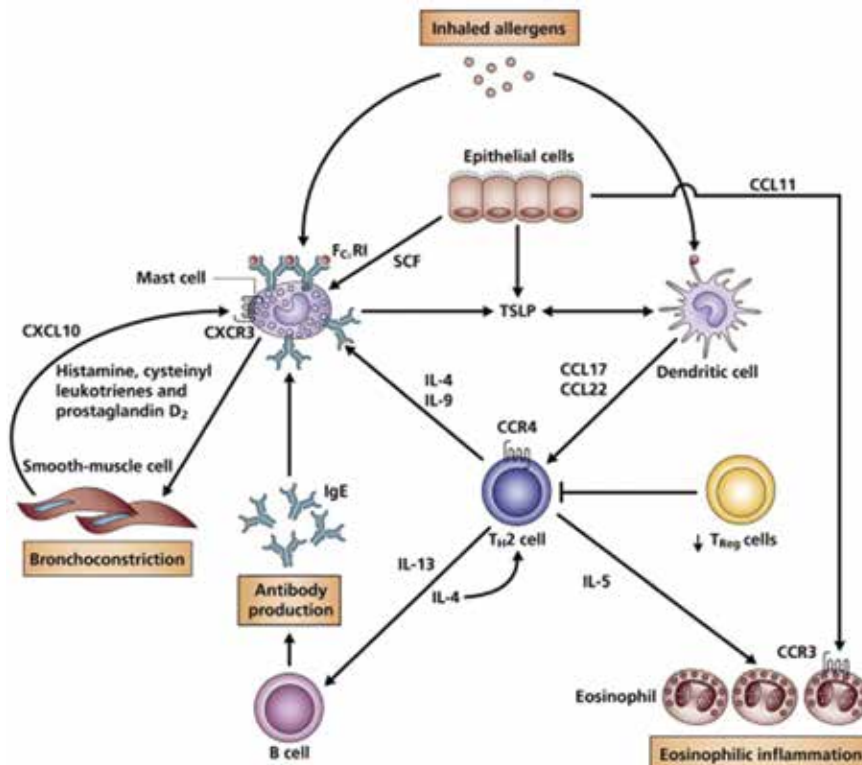 Inhaled allergens
Epithelial cells
CCL11
FCεRI
SCF
Mast cell
CXCR3
CXCL10
TSLP
Dendritic cell
Histamine, cysteinyl
leukotrienes and
prostaglandin D2
IL-4
IL-9
CCL17
CCL22
CCR4
Smooth-muscle cell
Bronchoconstriction
IgE
TH2 cell
↓ TReg cells
Antibody
production
IL-13
IL-4
IL-5
CCR3
Eosinophil
B cell
Eosinophilic inflammation